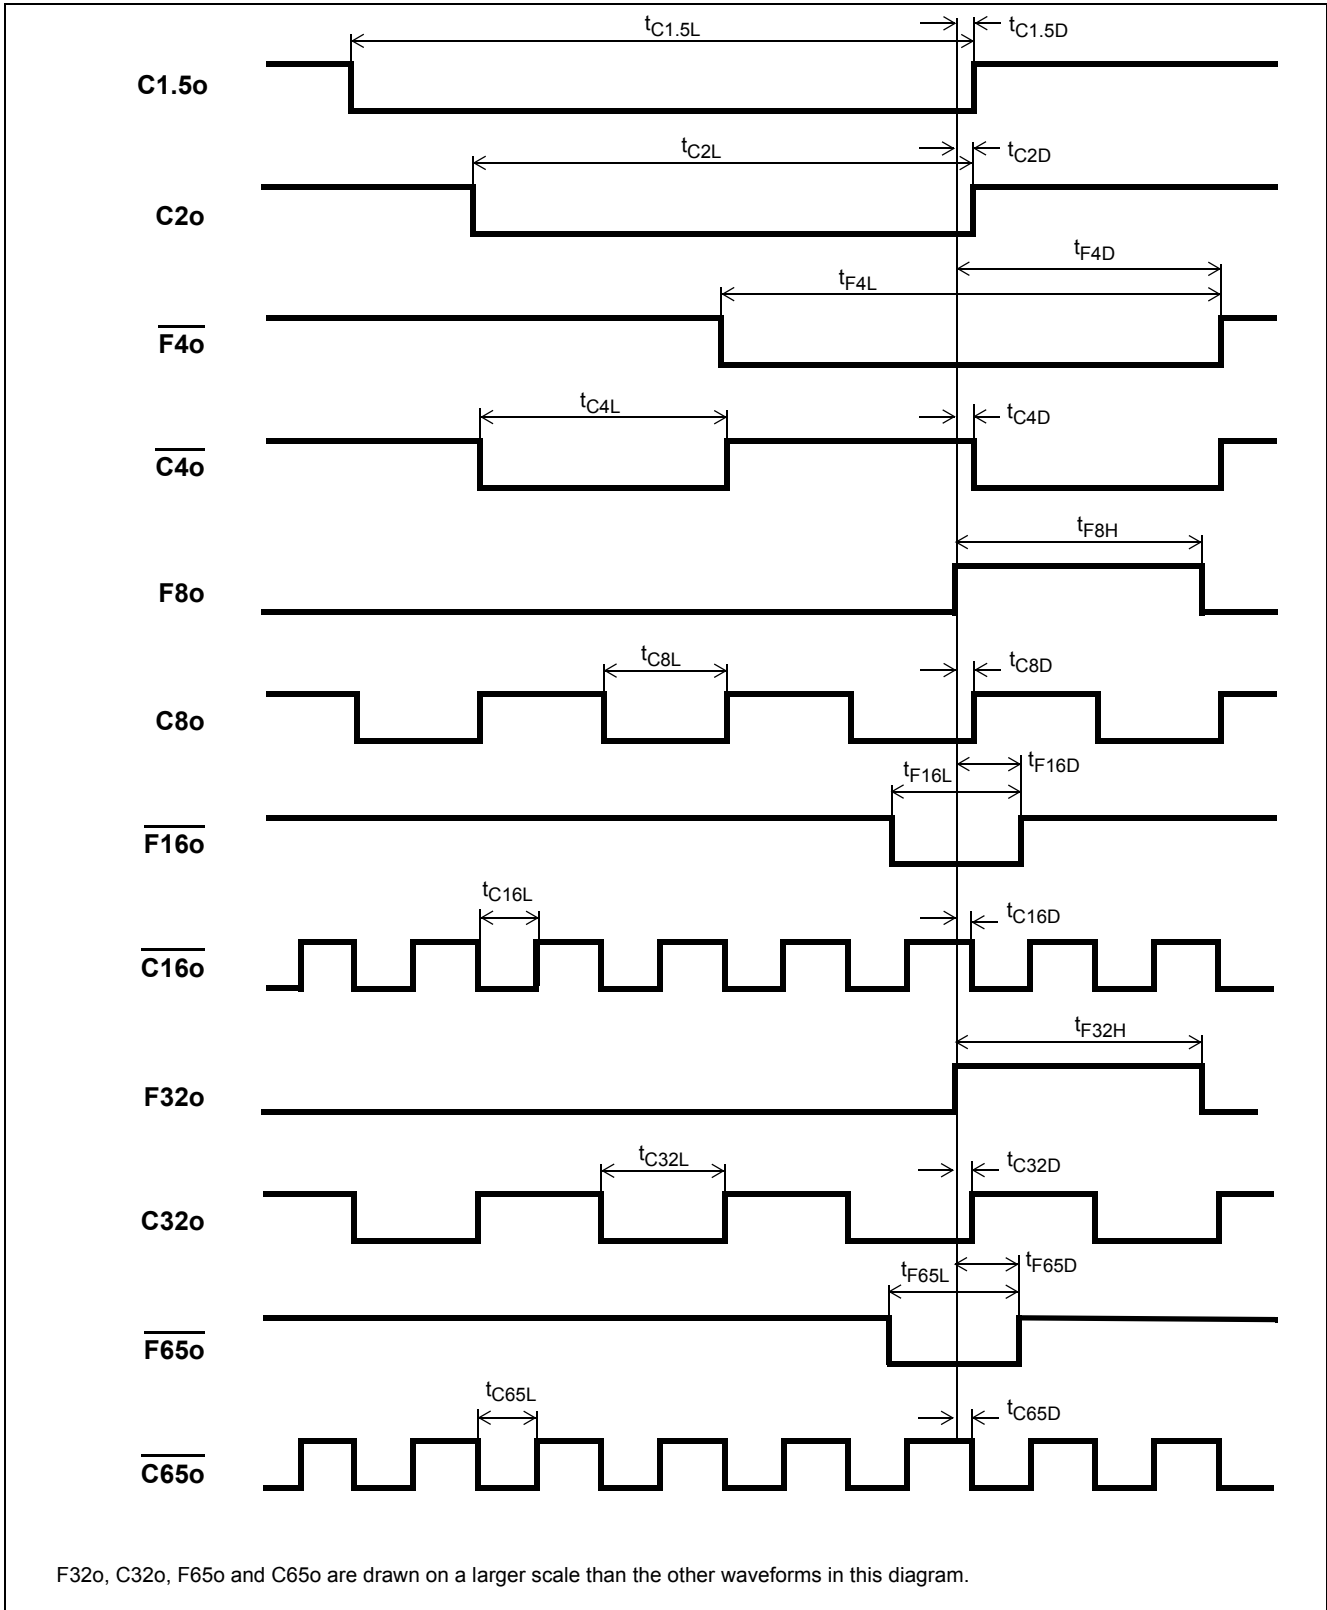 tC1.5L
tC1.5D
C1.5o
tC2L
tC2D
C2o
tF4D
tF4L
F4o
tC4L
tC4D
C4o
tF8H
F8o
tC8L
tC8D
C8o
tF16D
tF16L
F16o
tC16L
tC16D
C16o
tF32H
F32o
tC32L
tC32D
C32o
tF65D
tF65L
F65o
tC65L
tC65D
C65o
F32o, C32o, F65o and C65o are drawn on a larger scale than the other waveforms in this diagram.